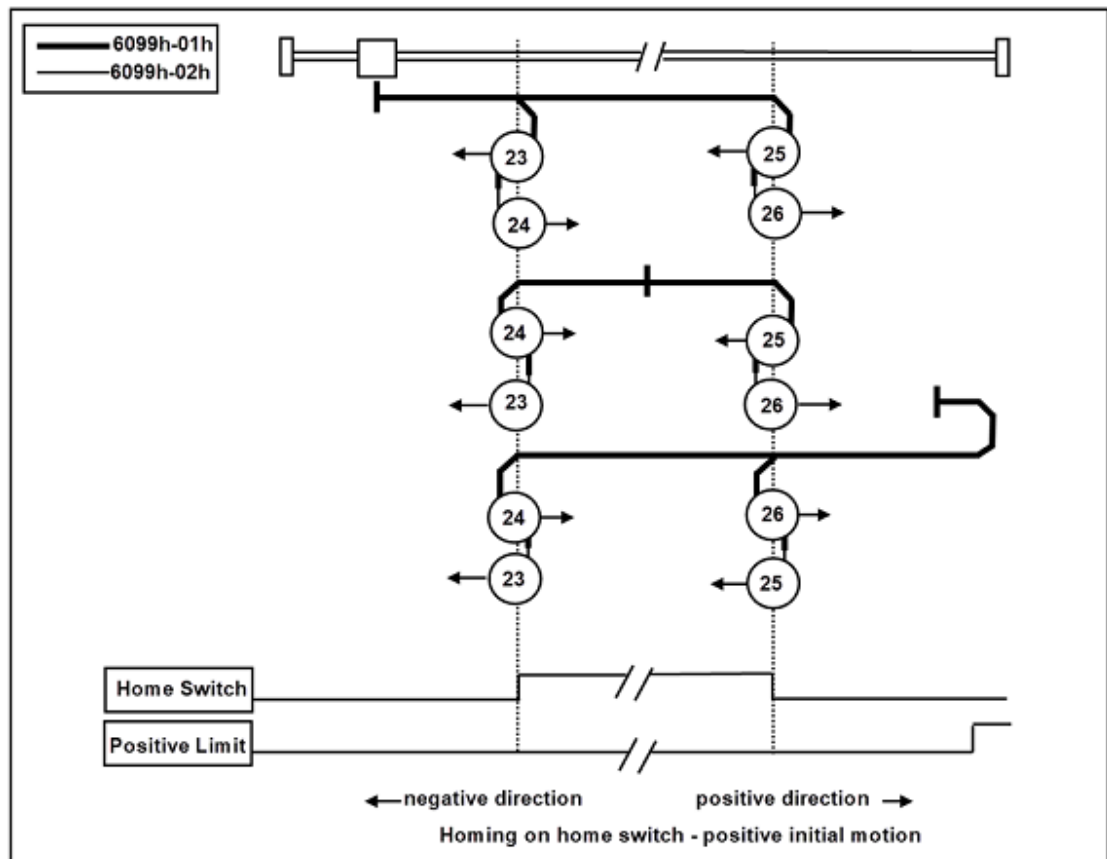 6099h-01h
6099h-02h
23 25
24 26
24 25
23 26
24 26
23 25
Home Switch
Positive Limit
negative direction positive direction
Homing on home switch - positive initial motion